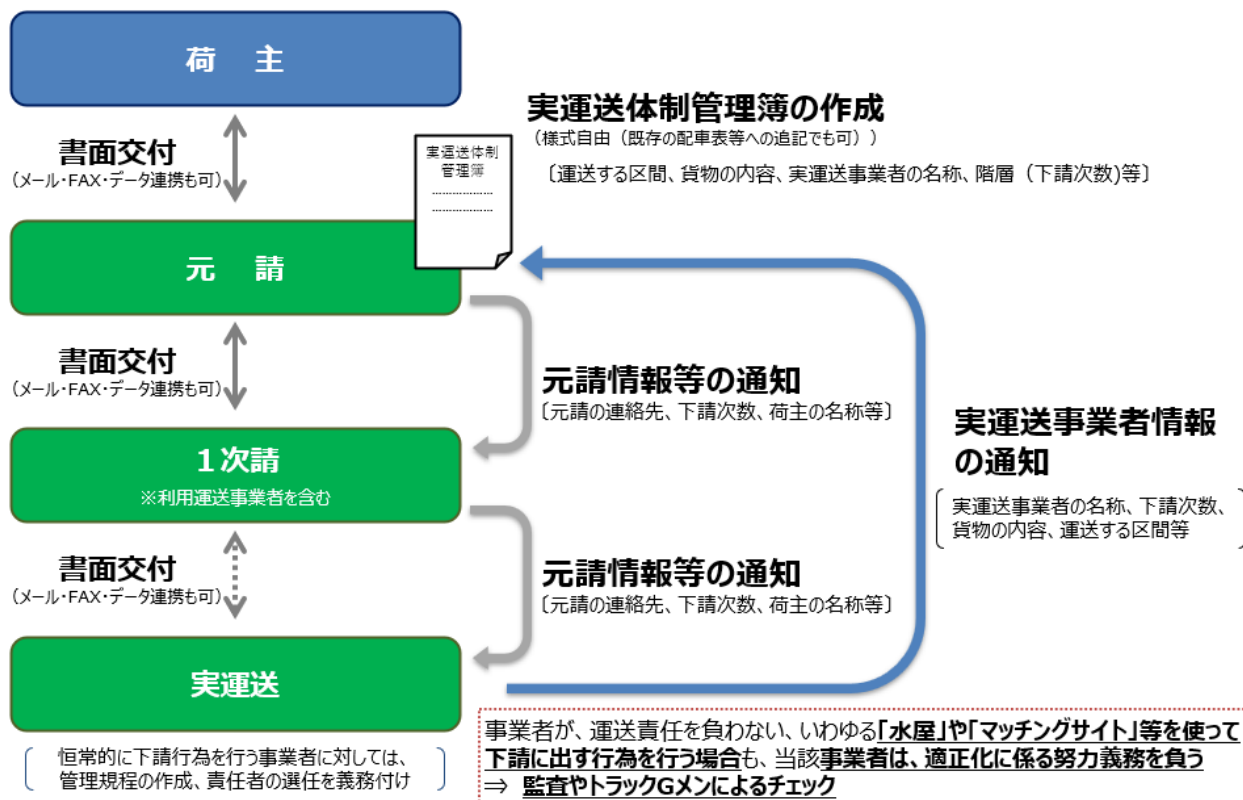 荷　主
書面交付
（メール・FAX・データ連携も可）
実運送体制
管理簿
実運送体制管理簿の作成
（様式自由（既存の配車表等への追記でも可））
〔運送する区間、貨物の内容、実運送事業者の名称、階層（下請次数)等〕
元　請
書面交付
（メール・FAX・データ連携も可）
元請情報等の通知
〔元請の連絡先、下請次数、荷主の名称等〕
1次請
※利用運送事業者を含む
実運送事業者情報
の通知
実運送事業者の名称、下請次数、
貨物の内容、運送する区間等
書面交付
（メール・FAX・データ連携も可）
元請情報等の通知
〔元請の連絡先、下請次数、荷主の名称等〕
実運送
恒常的に下請行為を行う事業者に対しては、
管理規程の作成、責任者の選任を義務付け
事業者が、運送責任を負わない、いわゆる「水屋」や「マッチングサイト」等を使って
下請に出す行為を行う場合も、当該事業者は、適正化に係る努力義務を負う
⇒ 監査やトラックGメンによるチェック